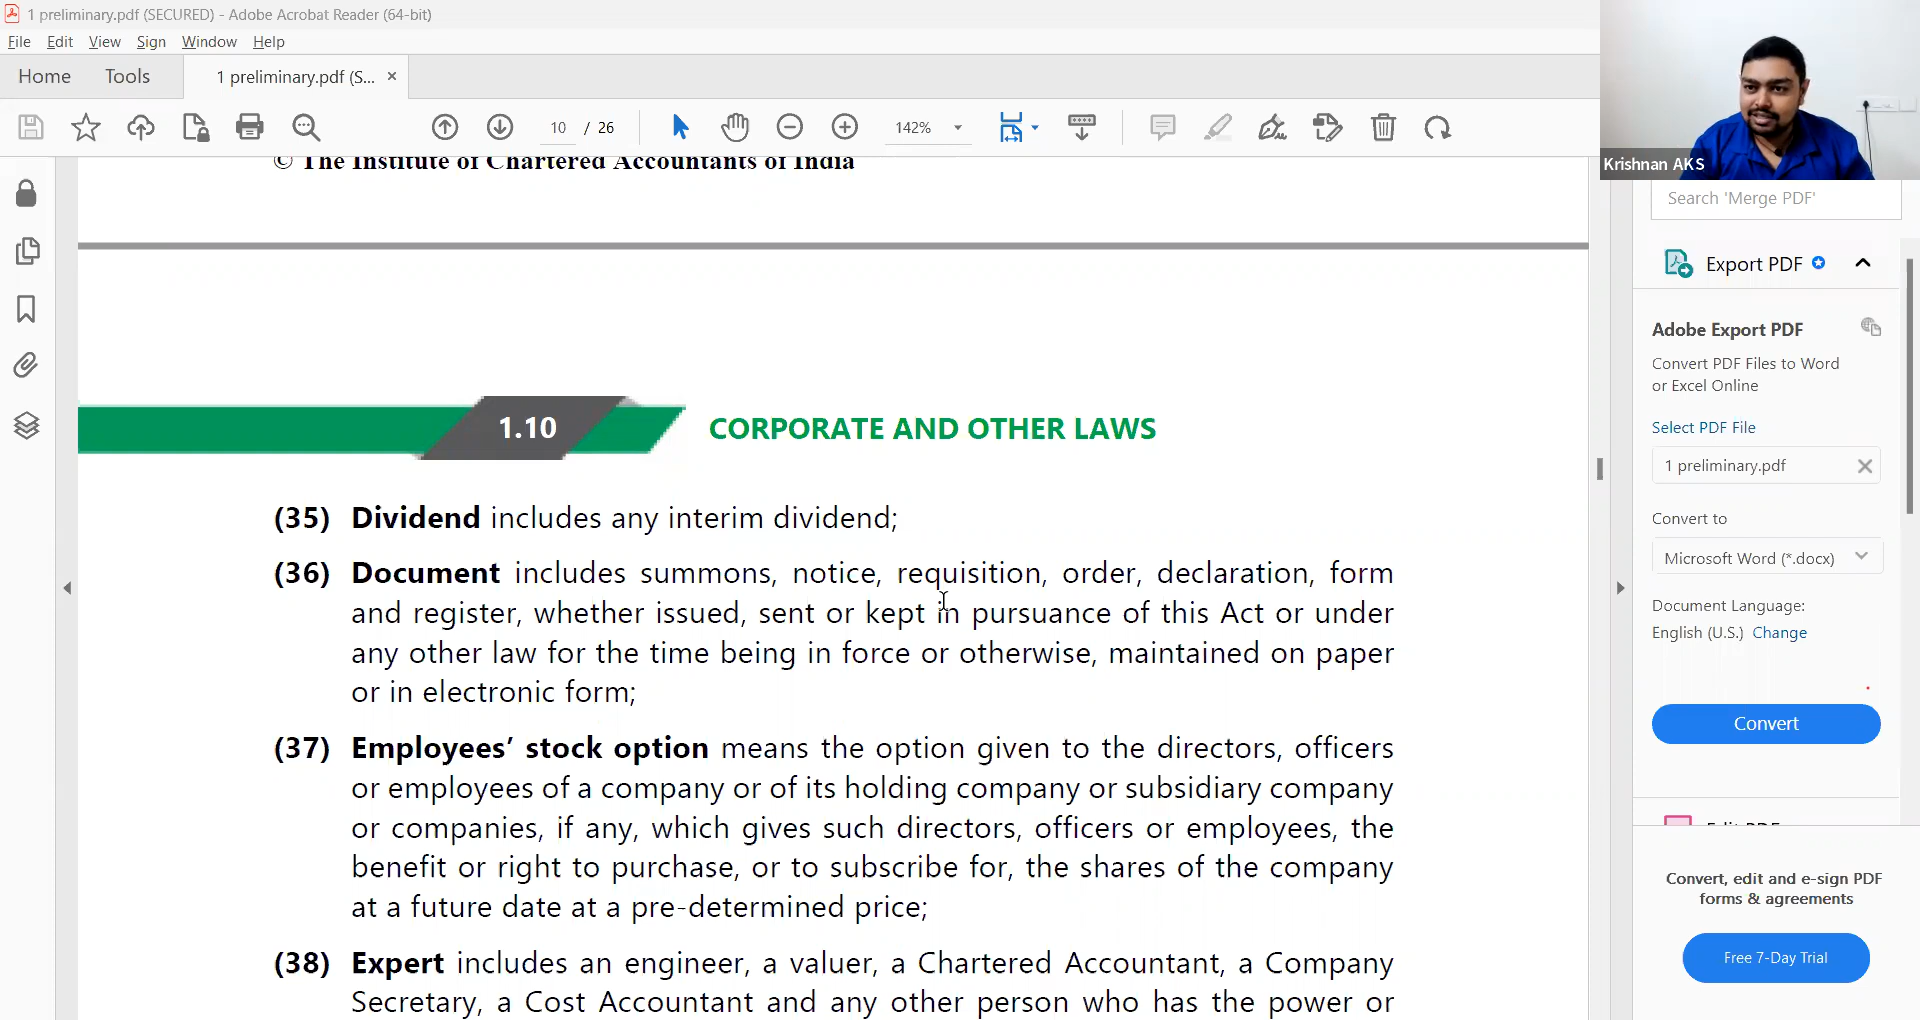 1 preliminary.pdf (SECURED) - Adobe Acrobat Reader (64-bit)
File Edit View Sign Window Help
Home Tools 1 preliminary.pdf (S... ×
10 / 26 142%
Krishnan AKS
© The Institute of Chartered Accountants of India
1.10 CORPORATE AND OTHER LAWS
(35) Dividend includes any interim dividend;
(36) Document includes summons, notice, requisition, order, declaration, form
and register, whether issued, sent or kept in pursuance of this Act or under
any other law for the time being in force or otherwise, maintained on paper
or in electronic form;
(37) Employees’ stock option means the option given to the directors, officers
or employees of a company or of its holding company or subsidiary company
or companies, if any, which gives such directors, officers or employees, the
benefit or right to purchase, or to subscribe for, the shares of the company
at a future date at a pre-determined price;
(38) Expert includes an engineer, a valuer, a Chartered Accountant, a Company
Secretary, a Cost Accountant and any other person who has the power or
Search 'Merge PDF'
Export PDF
Adobe Export PDF
Convert PDF Files to Word
or Excel Online
Select PDF File
1 preliminary.pdf
Convert to
Microsoft Word (*.docx)
Document Language:
English (U.S.) Change
Convert
Edit PDF
Convert, edit and e-sign PDF
forms & agreements
Free 7-Day Trial